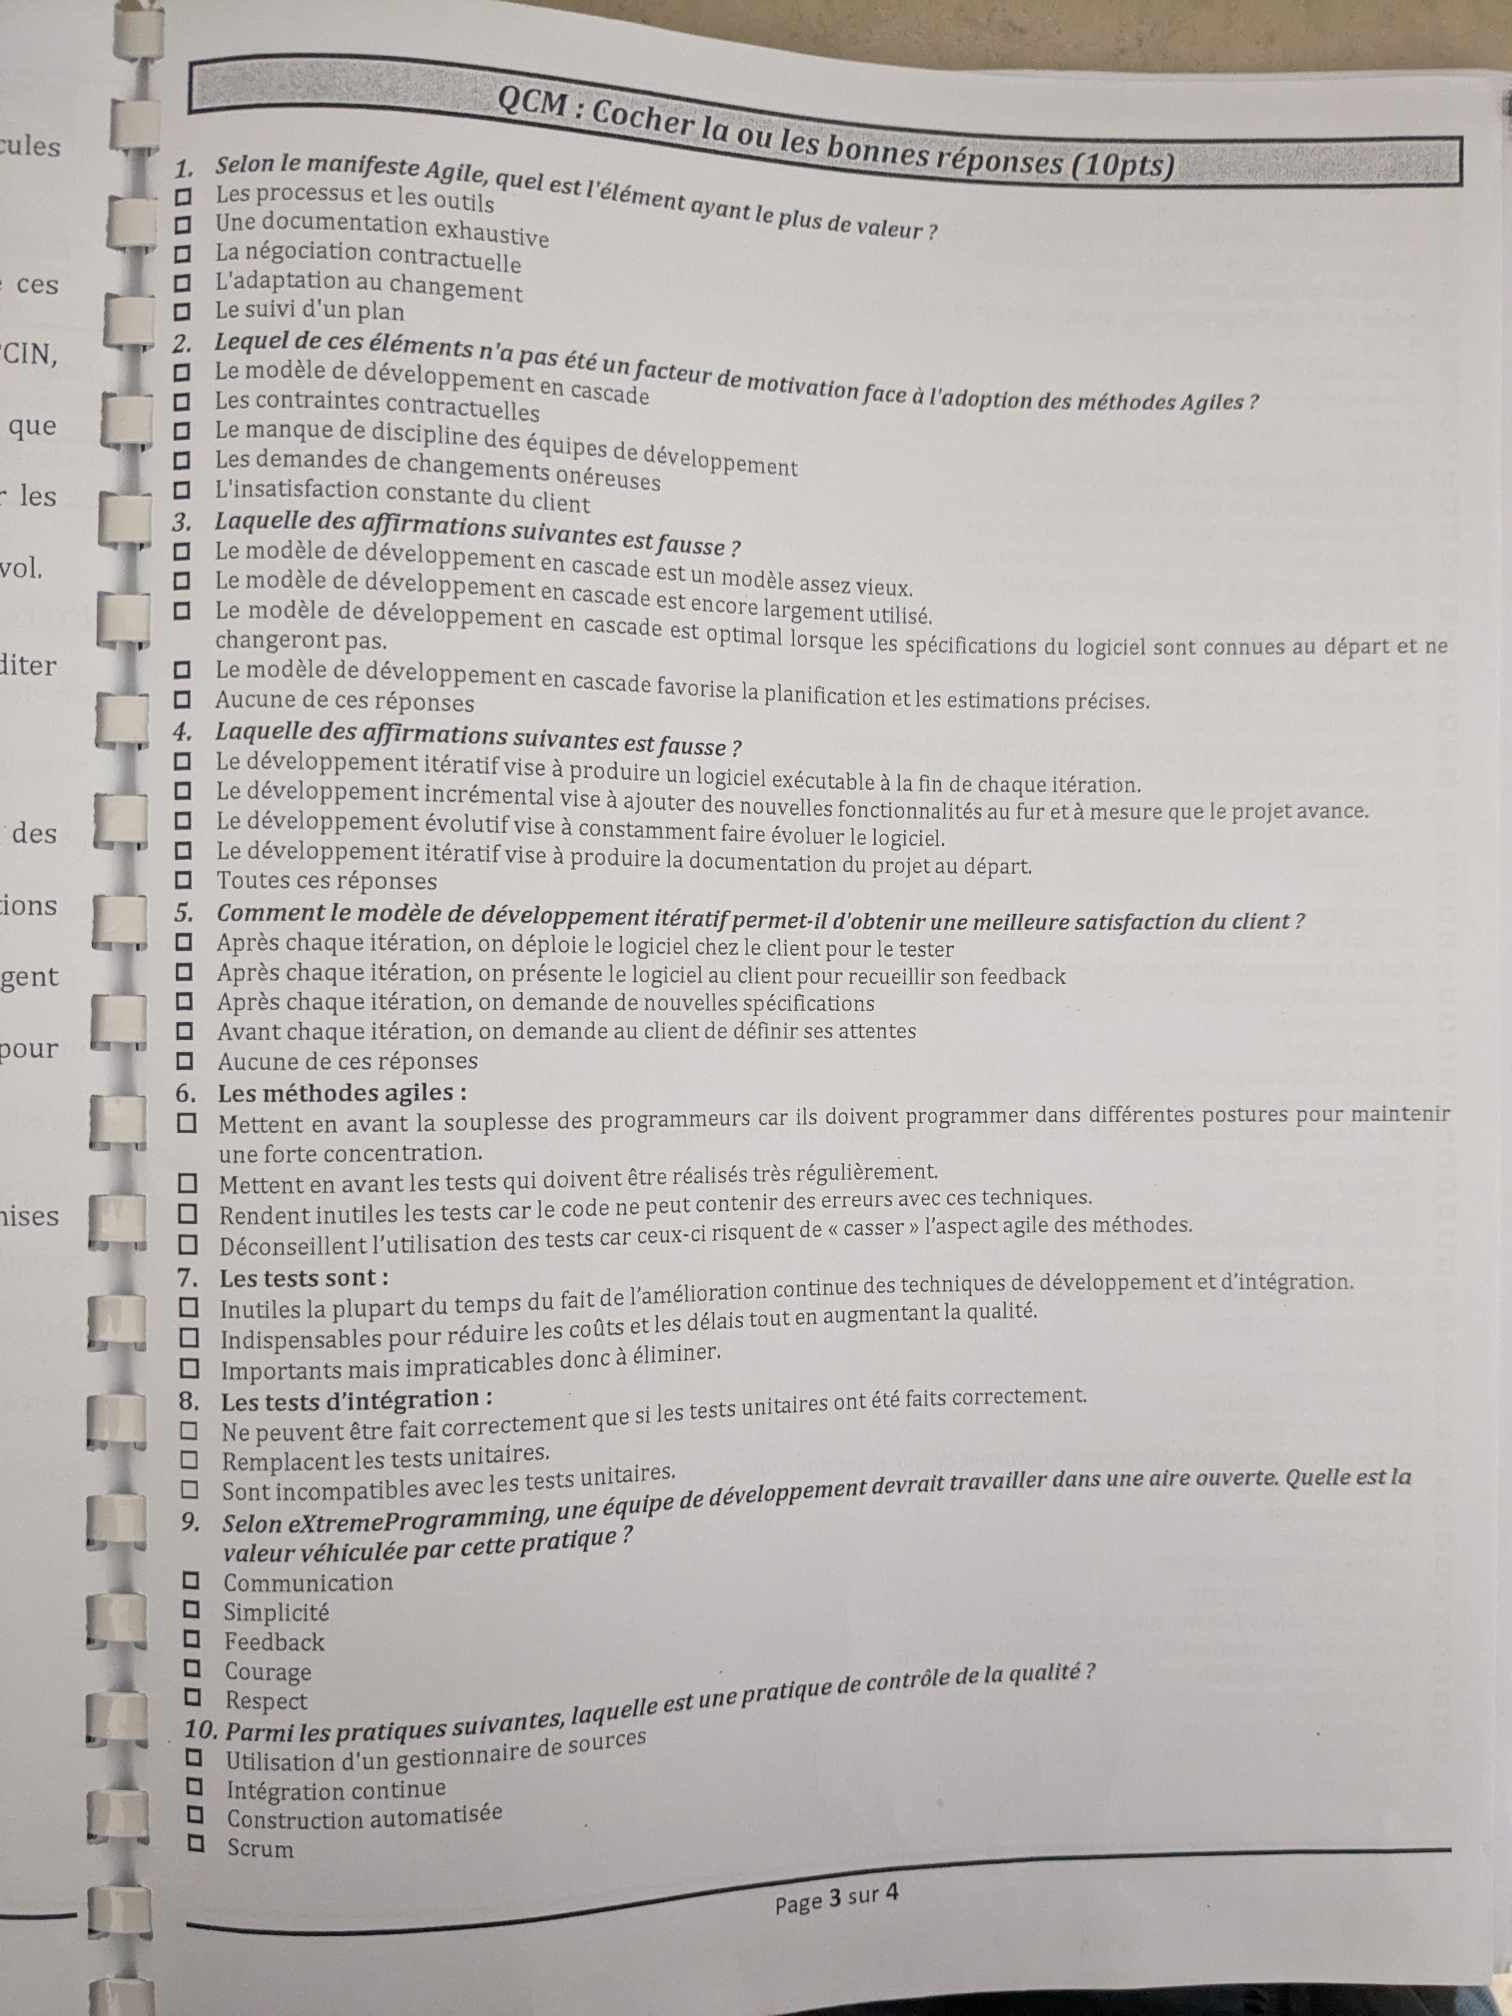 QCM : Cocher la ou les bonnes réponses (10pts)
1. Selon le manifeste Agile, quel est l'élément ayant le plus de valeur ?
Les processus et les outils
Une documentation exhaustive
La négociation contractuelle
L'adaptation au changement
Le suivi d'un plan
2. Lequel de ces éléments n'a pas été un facteur de motivation face à l'adoption des méthodes Agiles ?
Le modèle de développement en cascade
Les contraintes contractuelles
Le manque de discipline des équipes de développement
Les demandes de changements onéreuses
L'insatisfaction constante du client
3. Laquelle des affirmations suivantes est fausse ?
Le modèle de développement en cascade est un modèle assez vieux.
Le modèle de développement en cascade est encore largement utilisé.
Le modèle de développement en cascade est optimal lorsque les spécifications du logiciel sont connues au départ et ne
changeront pas.
Le modèle de développement en cascade favorise la planification et les estimations précises.
Aucune de ces réponses
4. Laquelle des affirmations suivantes est fausse ?
Le développement itératif vise à produire un logiciel exécutable à la fin de chaque itération.
Le développement incrémental vise à ajouter des nouvelles fonctionnalités au fur et à mesure que le projet avance.
Le développement évolutif vise à constamment faire évoluer le logiciel.
Le développement itératif vise à produire la documentation du projet au départ.
Toutes ces réponses
5. Comment le modèle de développement itératif permet-il d'obtenir une meilleure satisfaction du client ?
Après chaque itération, on déploie le logiciel chez le client pour le tester
Après chaque itération, on présente le logiciel au client pour recueillir son feedback
Après chaque itération, on demande de nouvelles spécifications
Avant chaque itération, on demande au client de définir ses attentes
Aucune de ces réponses
6. Les méthodes agiles :
Mettent en avant la souplesse des programmeurs car ils doivent programmer dans différentes postures pour maintenir
une forte concentration.
Mettent en avant les tests qui doivent être réalisés très régulièrement.
Rendent inutiles les tests car le code ne peut contenir des erreurs avec ces techniques.
Déconseillent l'utilisation des tests car ceux-ci risquent de « casser » l'aspect agile des méthodes.
7. Les tests sont :
Inutiles la plupart du temps du fait de l'amélioration continue des techniques de développement et d'intégration.
Indispensables pour réduire les coûts et les délais tout en augmentant la qualité.
Importants mais impraticables donc à éliminer.
8. Les tests d'intégration :
Ne peuvent être fait correctement que si les tests unitaires ont été faits correctement.
Remplacent les tests unitaires.
Sont incompatibles avec les tests unitaires.
9. Selon eXtremeProgramming, une équipe de développement devrait travailler dans une aire ouverte. Quelle est la
valeur véhiculée par cette pratique ?
Communication
Simplicité
Feedback
Courage
Respect
10. Parmi les pratiques suivantes, laquelle est une pratique de contrôle de la qualité ?
Utilisation d'un gestionnaire de sources
Intégration continue
Construction automatisée
Scrum
Page 3 sur 4
ces
CIN,
que
les
vol.
des
pour